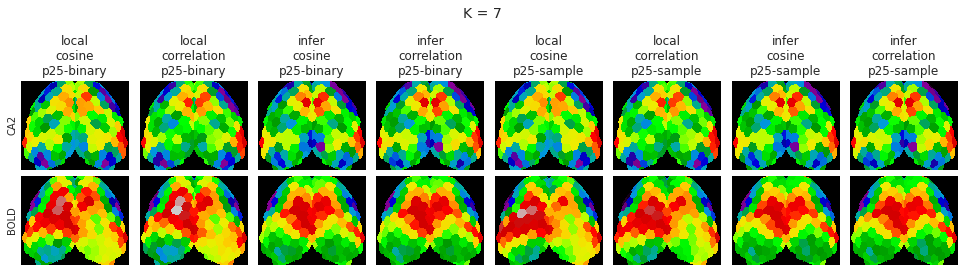 K = 7
local
cosine
p25-binary
local
correlation
p25-binary
infer
cosine
p25-binary
infer
correlation
p25-binary
local
cosine
p25-sample
local
correlation
p25-sample
infer
cosine
p25-sample
infer
correlation
p25-sample
CA2
BOLD